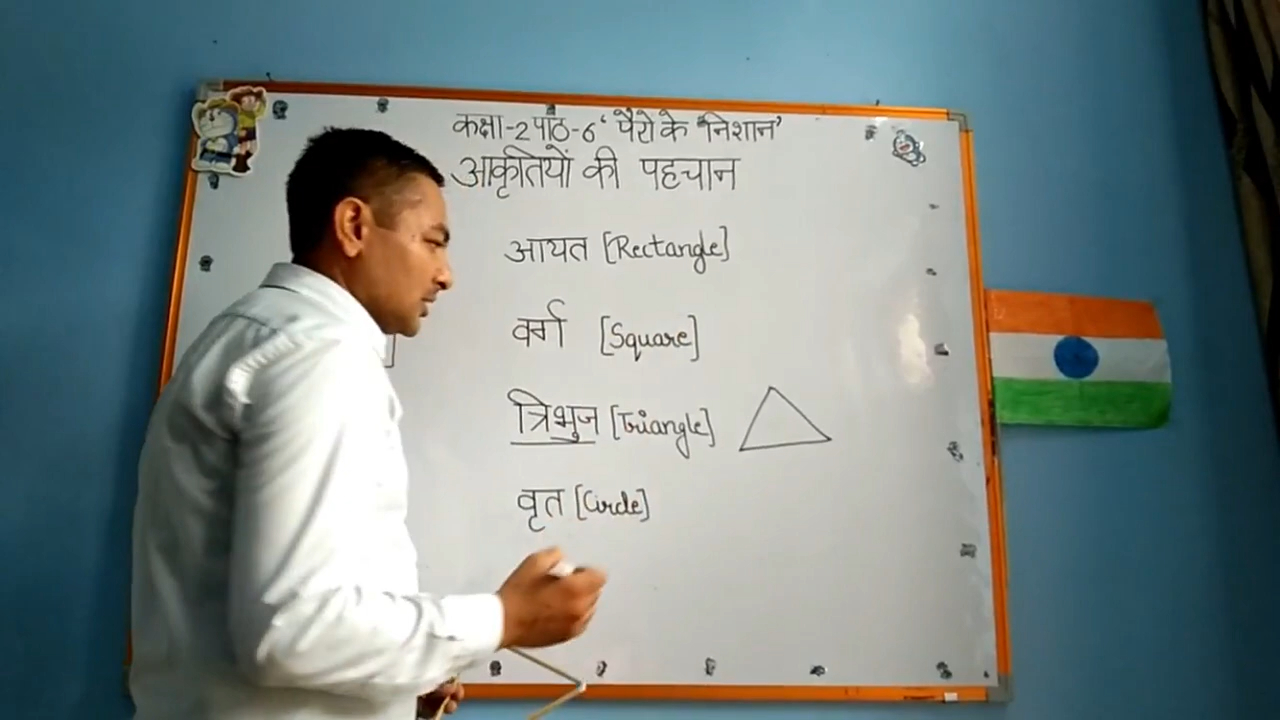 कक्षा-2 पाठ-6 'पैरो के निशान'
आकृतियों की पहचान
आयत [Rectangle]
वर्ग [Square]
त्रिभुज [Triangle]
वृत [Circle]